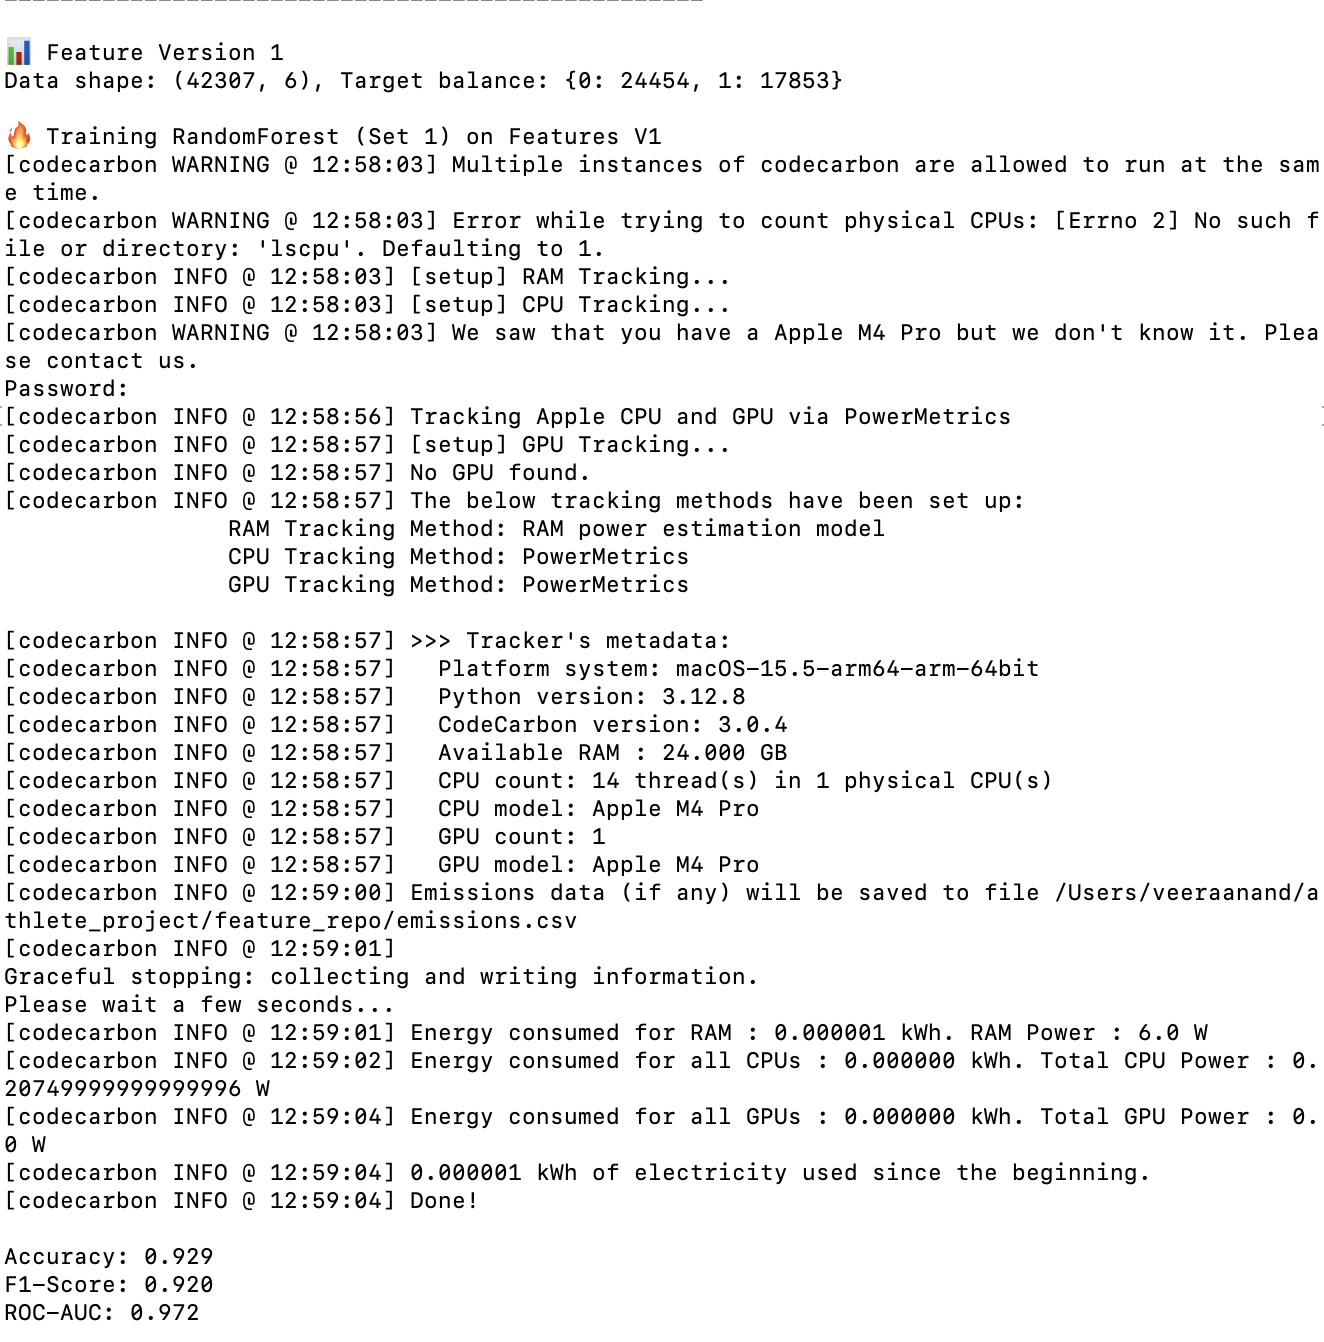 📊 Feature Version 1
Data shape: (42307, 6), Target balance: {0: 24454, 1: 17853}
🔥 Training RandomForest (Set 1) on Features V1
[codecarbon WARNING @ 12:58:03] Multiple instances of codecarbon are allowed to run at the sam
e time.
[codecarbon WARNING @ 12:58:03] Error while trying to count physical CPUs: [Errno 2] No such f
ile or directory: 'lscpu'. Defaulting to 1.
[codecarbon INFO @ 12:58:03] [setup] RAM Tracking...
[codecarbon INFO @ 12:58:03] [setup] CPU Tracking...
[codecarbon WARNING @ 12:58:03] We saw that you have a Apple M4 Pro but we don't know it. Plea
se contact us.
Password:
[codecarbon INFO @ 12:58:56] Tracking Apple CPU and GPU via PowerMetrics
[codecarbon INFO @ 12:58:57] [setup] GPU Tracking...
[codecarbon INFO @ 12:58:57] No GPU found.
[codecarbon INFO @ 12:58:57] The below tracking methods have been set up:
RAM Tracking Method: RAM power estimation model
CPU Tracking Method: PowerMetrics
GPU Tracking Method: PowerMetrics
[codecarbon INFO @ 12:58:57] >>> Tracker's metadata:
[codecarbon INFO @ 12:58:57]   Platform system: macOS-15.5-arm64-arm-64bit
[codecarbon INFO @ 12:58:57]   Python version: 3.12.8
[codecarbon INFO @ 12:58:57]   CodeCarbon version: 3.0.4
[codecarbon INFO @ 12:58:57]   Available RAM : 24.000 GB
[codecarbon INFO @ 12:58:57]   CPU count: 14 thread(s) in 1 physical CPU(s)
[codecarbon INFO @ 12:58:57]   CPU model: Apple M4 Pro
[codecarbon INFO @ 12:58:57]   GPU count: 1
[codecarbon INFO @ 12:58:57]   GPU model: Apple M4 Pro
[codecarbon INFO @ 12:59:00] Emissions data (if any) will be saved to file /Users/veeraanand/a
thlete_project/feature_repo/emissions.csv
[codecarbon INFO @ 12:59:01]
Graceful stopping: collecting and writing information.
Please wait a few seconds...
[codecarbon INFO @ 12:59:01] Energy consumed for RAM : 0.000001 kWh. RAM Power : 6.0 W
[codecarbon INFO @ 12:59:02] Energy consumed for all CPUs : 0.000000 kWh. Total CPU Power : 0.
20749999999999996 W
[codecarbon INFO @ 12:59:04] Energy consumed for all GPUs : 0.000000 kWh. Total GPU Power : 0.
0 W
[codecarbon INFO @ 12:59:04] 0.000001 kWh of electricity used since the beginning.
[codecarbon INFO @ 12:59:04] Done!
Accuracy: 0.929
F1-Score: 0.920
ROC-AUC: 0.972